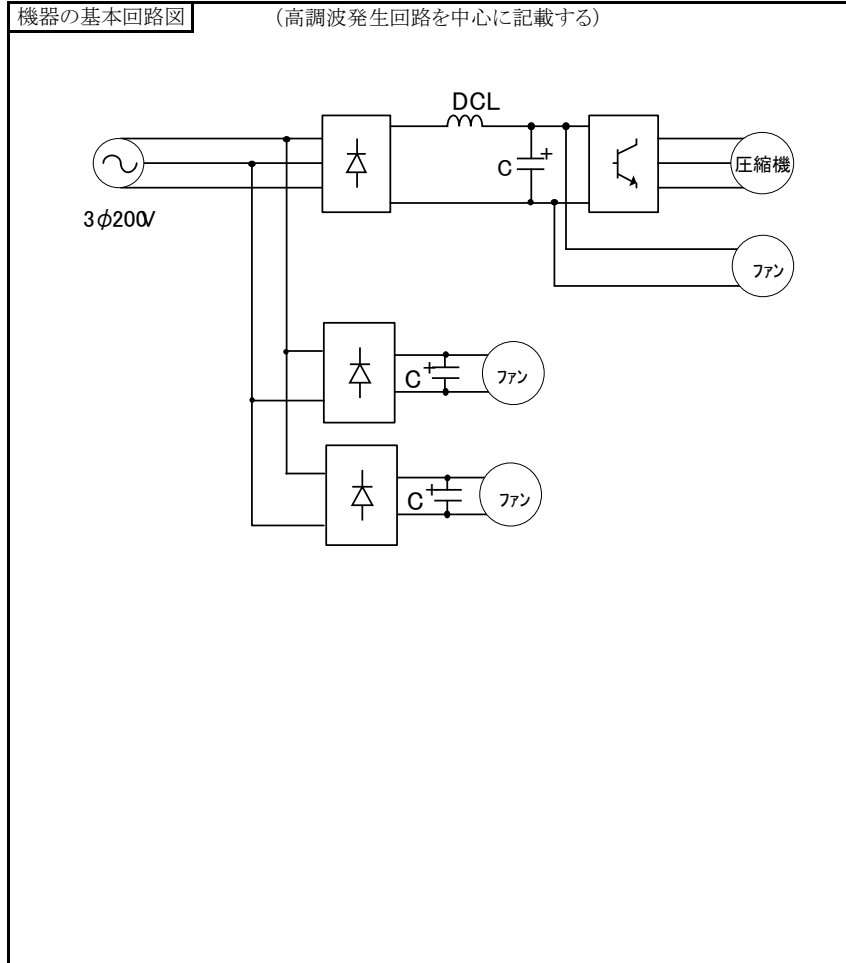 機器の基本回路図
(高調波発生回路を中心に記載する)
DCL
C +
圧縮機
3φ200V
ファン
C +
ファン
C +
ファン